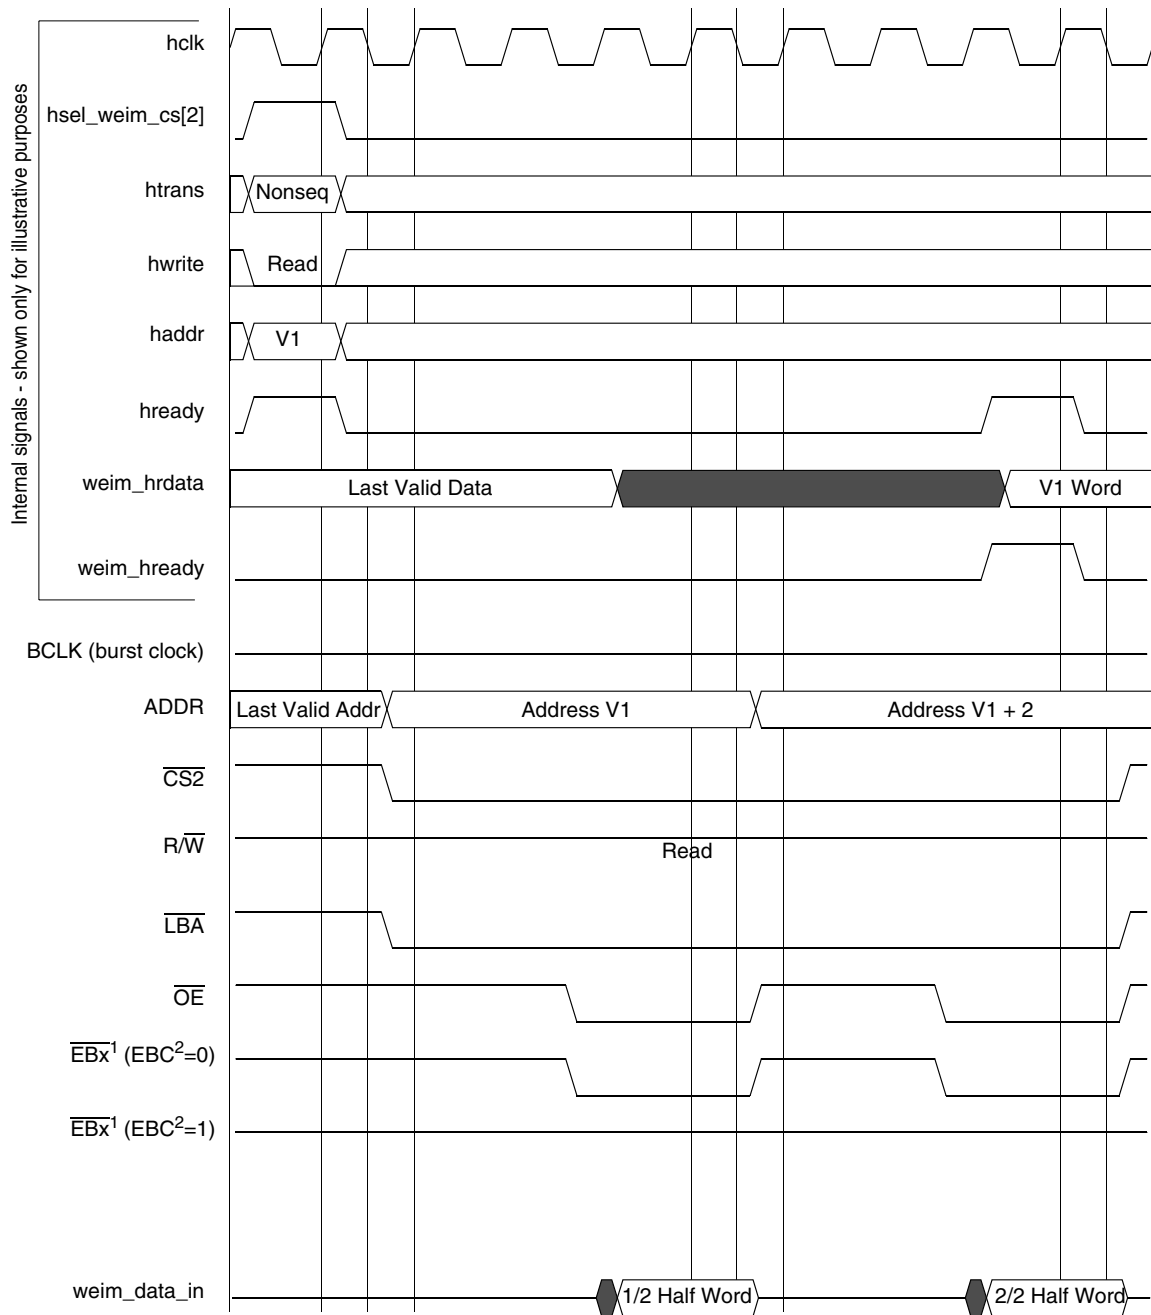 Internal signals - shown only for illustrative purposes
hclk
hsel_weim_cs[2]
htrans Nonseq
hwrite Read
haddr V1
hready
weim_hrdata Last Valid Data V1 Word
weim_hready
BCLK (burst clock)
ADDR Last Valid Addr Address V1 Address V1 + 2
CS2
R/W Read
LBA
OE
EBx1 (EBC2=0)
EBx1 (EBC2=1)
weim_data_in 1/2 Half Word 2/2 Half Word